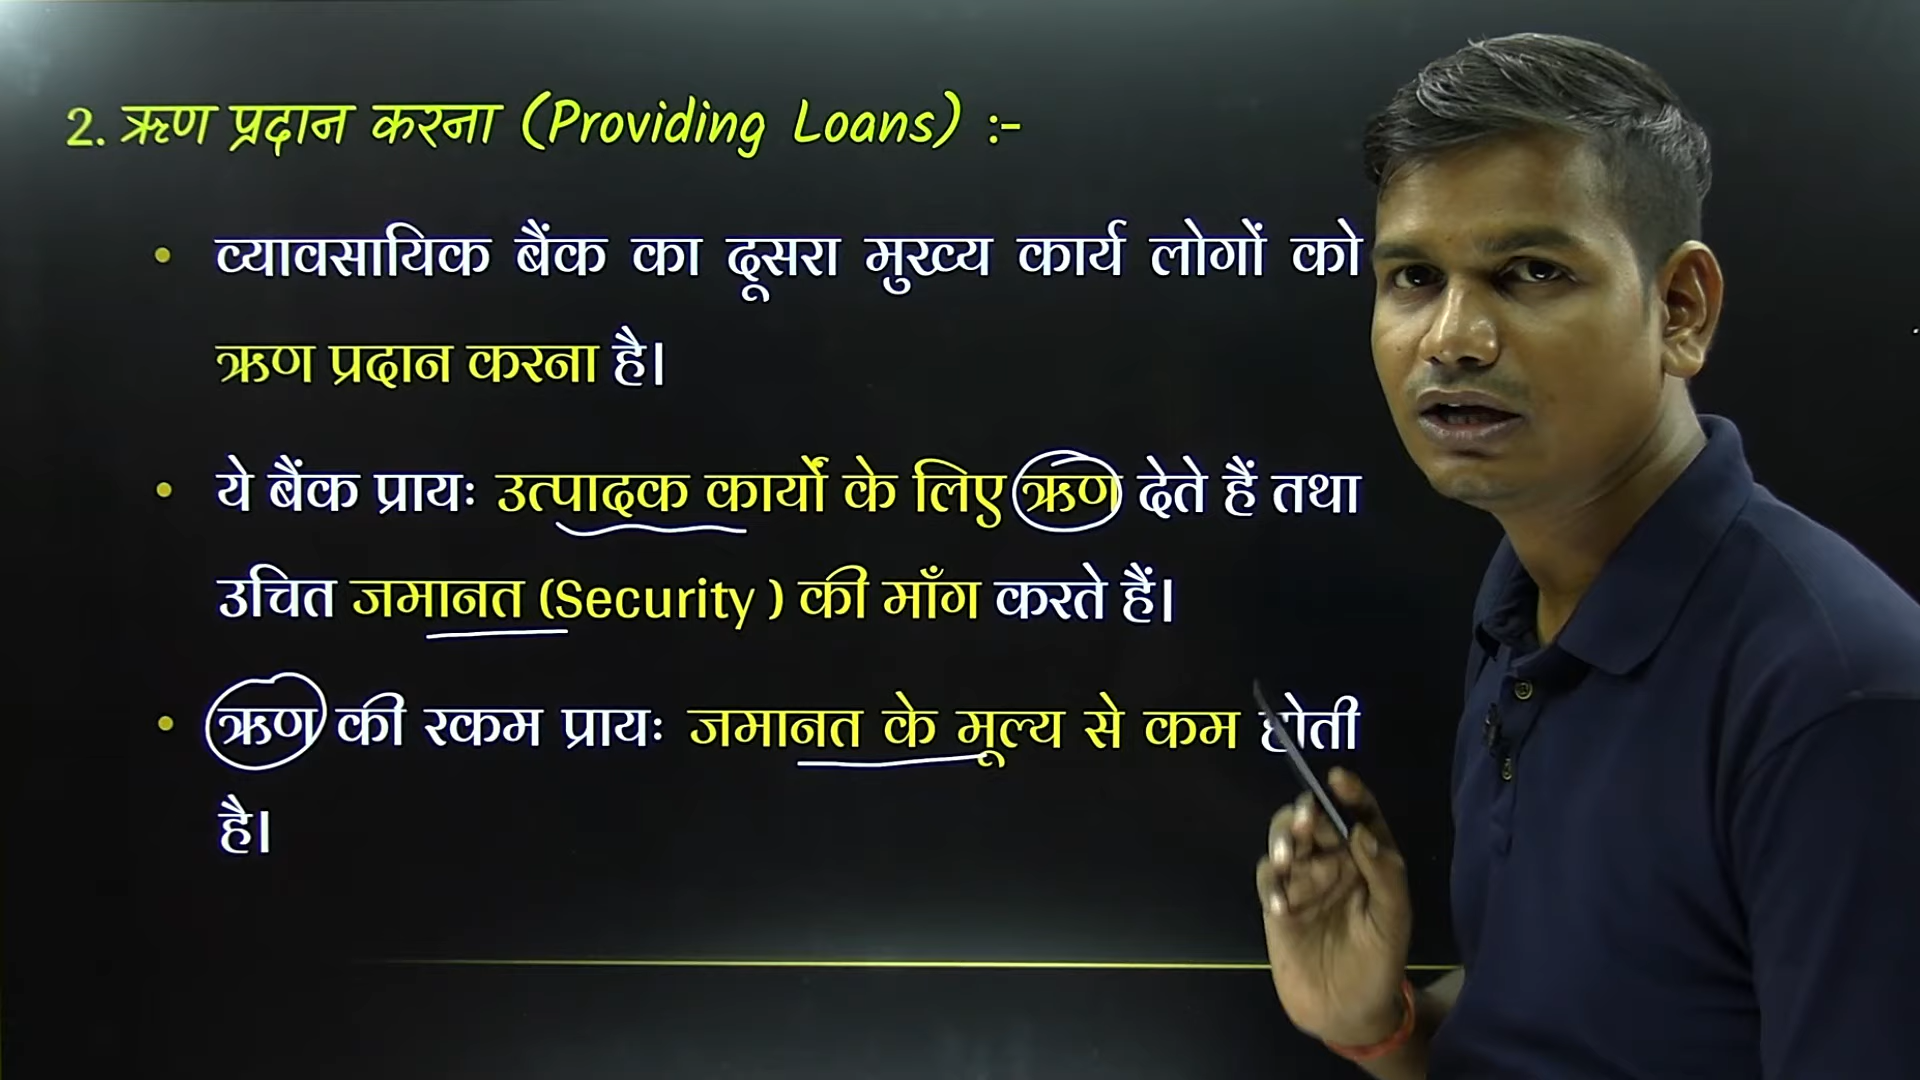 2. ऋण प्रदान करना (Providing Loans) :-
• व्यावसायिक बैंक का दूसरा मुख्य कार्य लोगों को
ऋण प्रदान करना है।
• ये बैंक प्रायः उत्पादक कार्यों के लिए ऋण देते हैं तथा
उचित जमानत (Security ) की माँग करते हैं।
• ऋण की रकम प्रायः जमानत के मूल्य से कम होती
है।